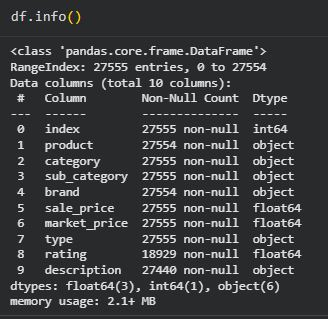 df.info()
<class 'pandas.core.frame.DataFrame'>
RangeIndex: 27555 entries, 0 to 27554
Data columns (total 10 columns):
 #   Column        Non-Null Count  Dtype
---  ------        --------------  -----
 0   index         27555 non-null  int64
 1   product       27554 non-null  object
 2   category      27555 non-null  object
 3   sub_category  27555 non-null  object
 4   brand         27554 non-null  object
 5   sale_price    27555 non-null  float64
 6   market_price  27555 non-null  float64
 7   type          27555 non-null  object
 8   rating        18929 non-null  float64
 9   description   27440 non-null  object
dtypes: float64(3), int64(1), object(6)
memory usage: 2.1+ MB